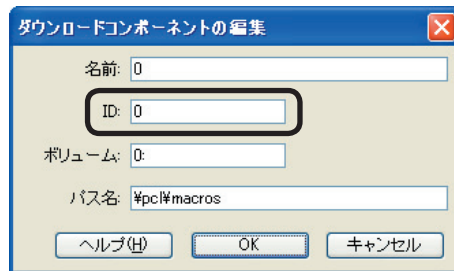 ダウンロードコンポーネントの編集
名前: 0
ID: 0
ボリューム: 0:
パス名: ¥pcl¥macros
ヘルプ(H) OK キャンセル